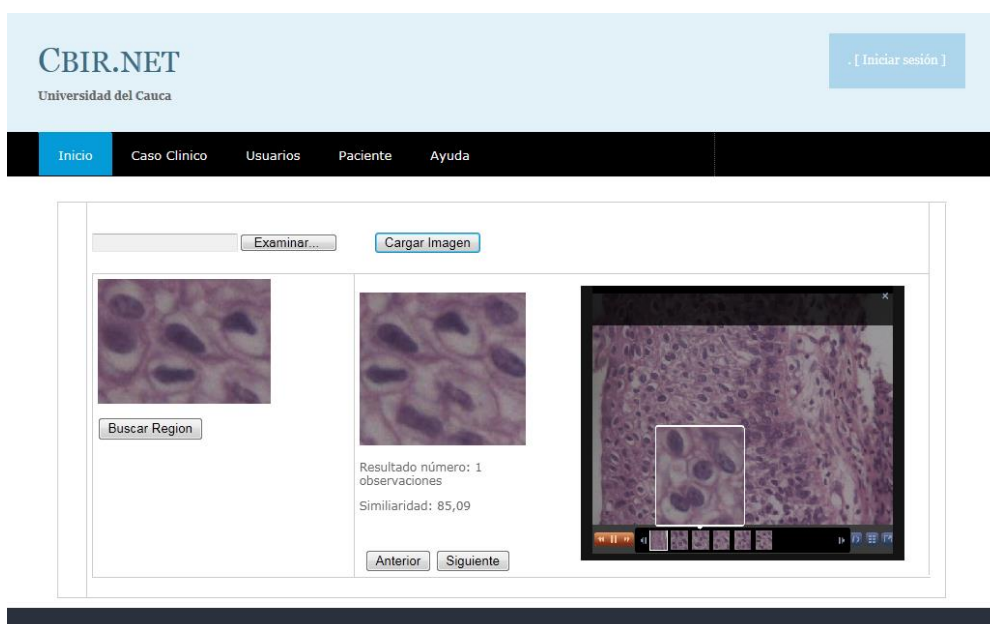 CBIR.NET
Universidad del Cauca
. [ Iniciar sesión ]
Inicio Caso Clinico Usuarios Paciente Ayuda
Examinar... Cargar Imagen
Buscar Region
Resultado número: 1
observaciones
Similiaridad: 85,09
Anterior Siguiente